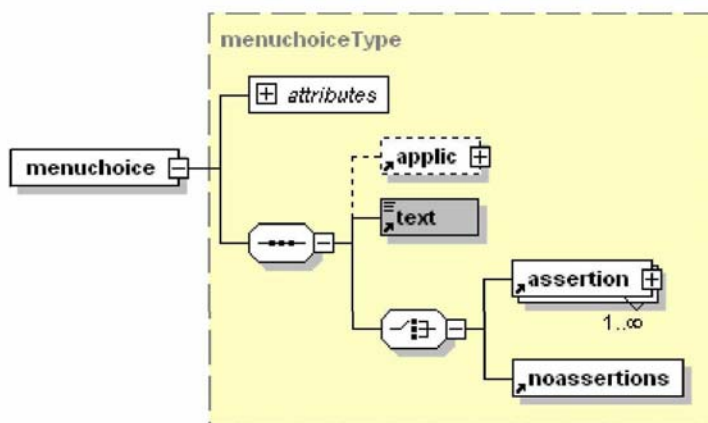 menuchoiceType
attributes
menuchoice
applic
text
assertion
1..∞
noassertions